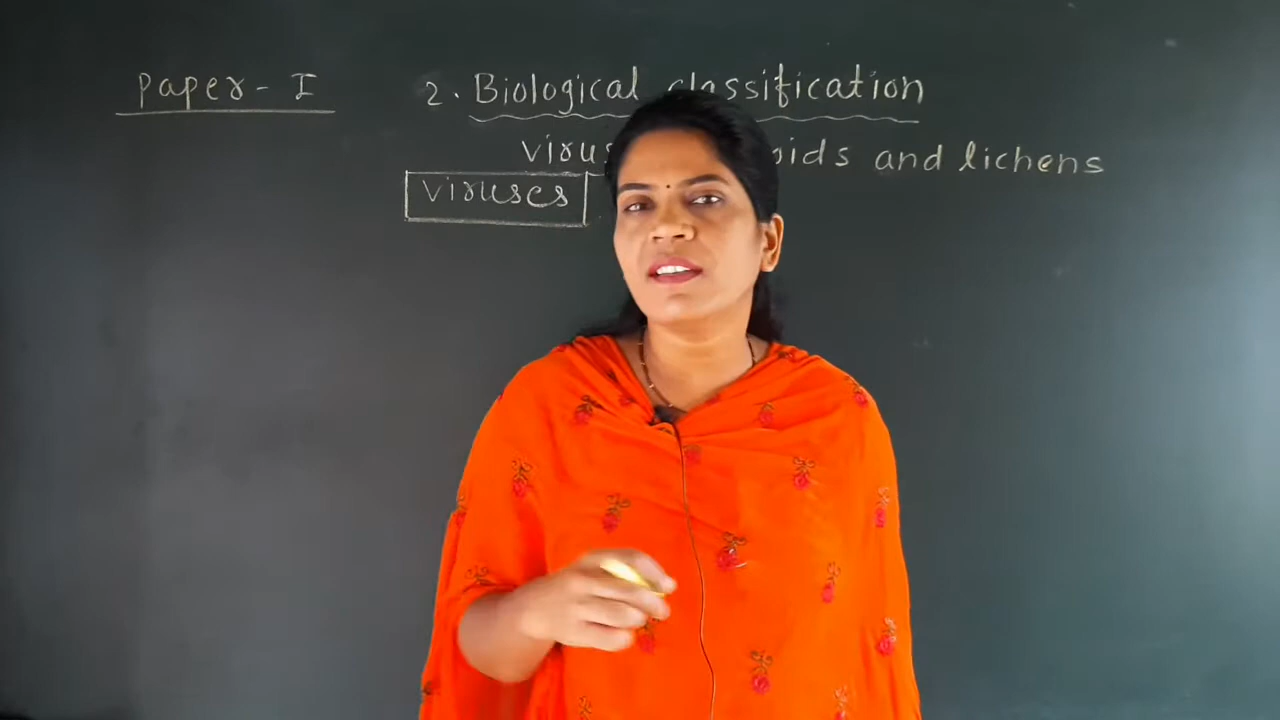 Paper - I
2. Biological classification
and lichens
Viruses